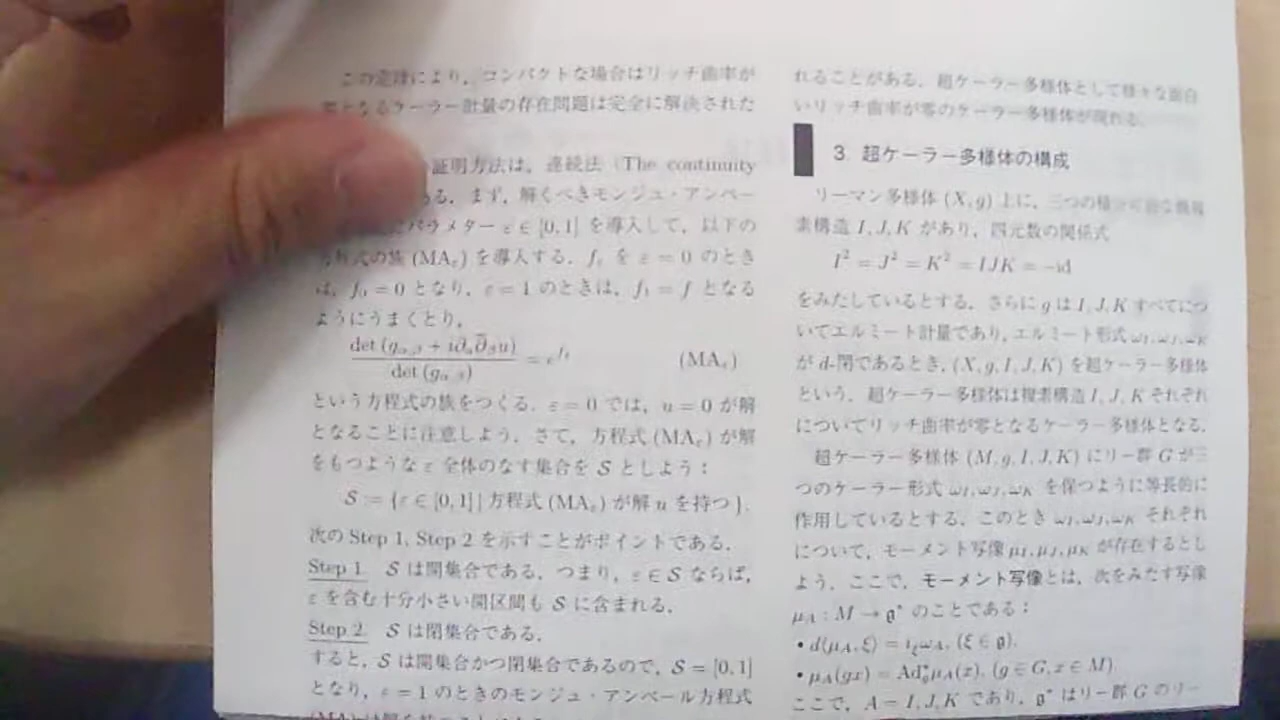 この定理により，コンパクトな場合はリッチ曲率が
零となるケーラー計量の存在問題は完全に解決された
証明方法は，連続法（The continuity
ある．まず，解くべきモンジュ・アンペー
パラメター ε ∈ [0, 1] を導入して，以下の
方程式の族 (MAε) を導入する．fε を ε = 0 のとき
は，f₀ = 0 となり，ε = 1 のときは，f₁ = f となる
ようにうまくとり，
det (gα,β̄ + i∂α∂̄βu) / det (gα,β̄) = e^fε (MAε)
という方程式の族をつくる．ε = 0 では，u = 0 が解
となることに注意しよう．さて，方程式 (MAε) が解
をもつような ε 全体のなす集合を S としよう：
S := {ε ∈ [0, 1] | 方程式 (MAε) が解 u を持つ }.
次の Step 1, Step 2 を示すことがポイントである．
Step 1 S は開集合である．つまり，ε ∈ S ならば，
ε を含む十分小さい開区間も S に含まれる．
Step 2 S は閉集合である．
すると，S は開集合かつ閉集合であるので，S = [0, 1]
となり，ε = 1 のときのモンジュ・アンペール方程式
れることがある．超ケーラー多様体として様々な面白
いリッチ曲率が零のケーラー多様体が現れる．
3 超ケーラー多様体の構成
リーマン多様体 (X, g) 上に，三つの積分可能な概複
素構造 I, J, K があり，四元数の関係式
I² = J² = K² = IJK = −id
をみたしているとする．さらに g は I, J, K すべてにつ
いてエルミート計量であり，エルミート形式 ωI, ωJ, ωK
が d-閉であるとき，(X, g, I, J, K) を超ケーラー多様体
という．超ケーラー多様体は複素構造 I, J, K それぞれ
についてリッチ曲率が零となるケーラー多様体となる．
超ケーラー多様体 (M, g, I, J, K) にリー群 G が三
つのケーラー形式 ωI, ωJ, ωK を保つように等長的に
作用しているとする．このとき ωI, ωJ, ωK それぞれ
について，モーメント写像 μI, μJ, μK が存在するとし
よう．ここで，モーメント写像とは，次をみたす写像
μA : M → 𝔤* のことである：
• d⟨μA, ξ⟩ = ιξωA, (ξ ∈ 𝔤).
• μA(gx) = Ad*gμA(x), (g ∈ G, x ∈ M).
ここで，A = I, J, K であり，𝔤* はリー群 G のリー